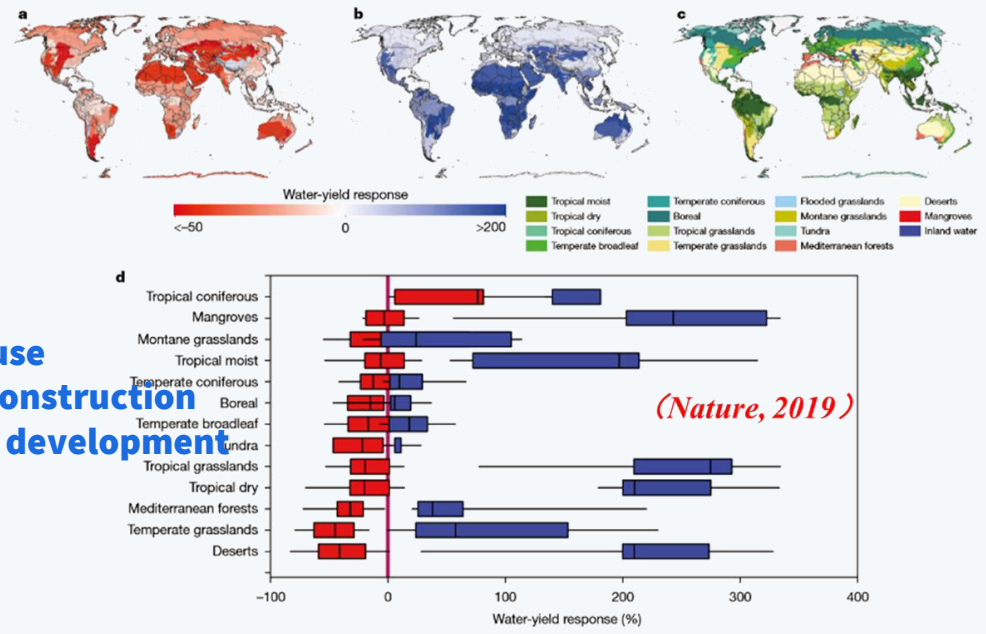 a
b
c
Water-yield response
<–50
0
>200
Tropical moist
Tropical dry
Tropical coniferous
Temperate broadleaf
Temperate coniferous
Boreal
Tropical grasslands
Temperate grasslands
Flooded grasslands
Montane grasslands
Tundra
Mediterranean forests
Deserts
Mangroves
Inland water
d
Tropical coniferous
Mangroves
Montane grasslands
Tropical moist
use
Temperate coniferous
onstruction
Boreal
(Nature, 2019)
Temperate broadleaf
development
undra
Tropical grasslands
Tropical dry
Mediterranean forests
Temperate grasslands
Deserts
–100 0 100 200 300 400
Water-yield response (%)